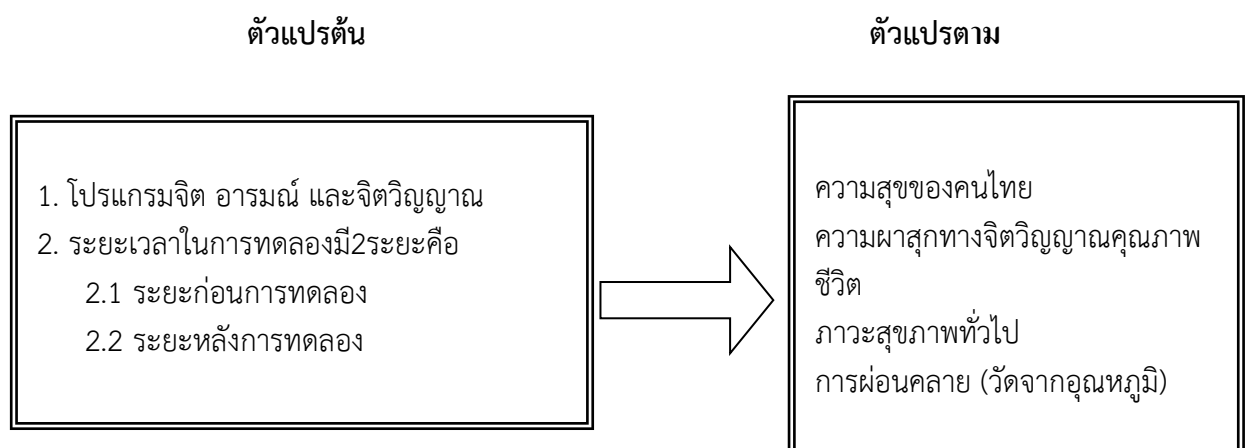 ตัวแปรต้น
ตัวแปรตาม
1. โปรแกรมจิต อารมณ์ และจิตวิญญาณ
2. ระยะเวลาในการทดลองมี2ระยะคือ
2.1 ระยะก่อนการทดลอง
2.2 ระยะหลังการทดลอง
ความสุขของคนไทย
ความผาสุกทางจิตวิญญาณคุณภาพ
ชีวิต
ภาวะสุขภาพทั่วไป
การผ่อนคลาย (วัดจากอุณหภูมิ)